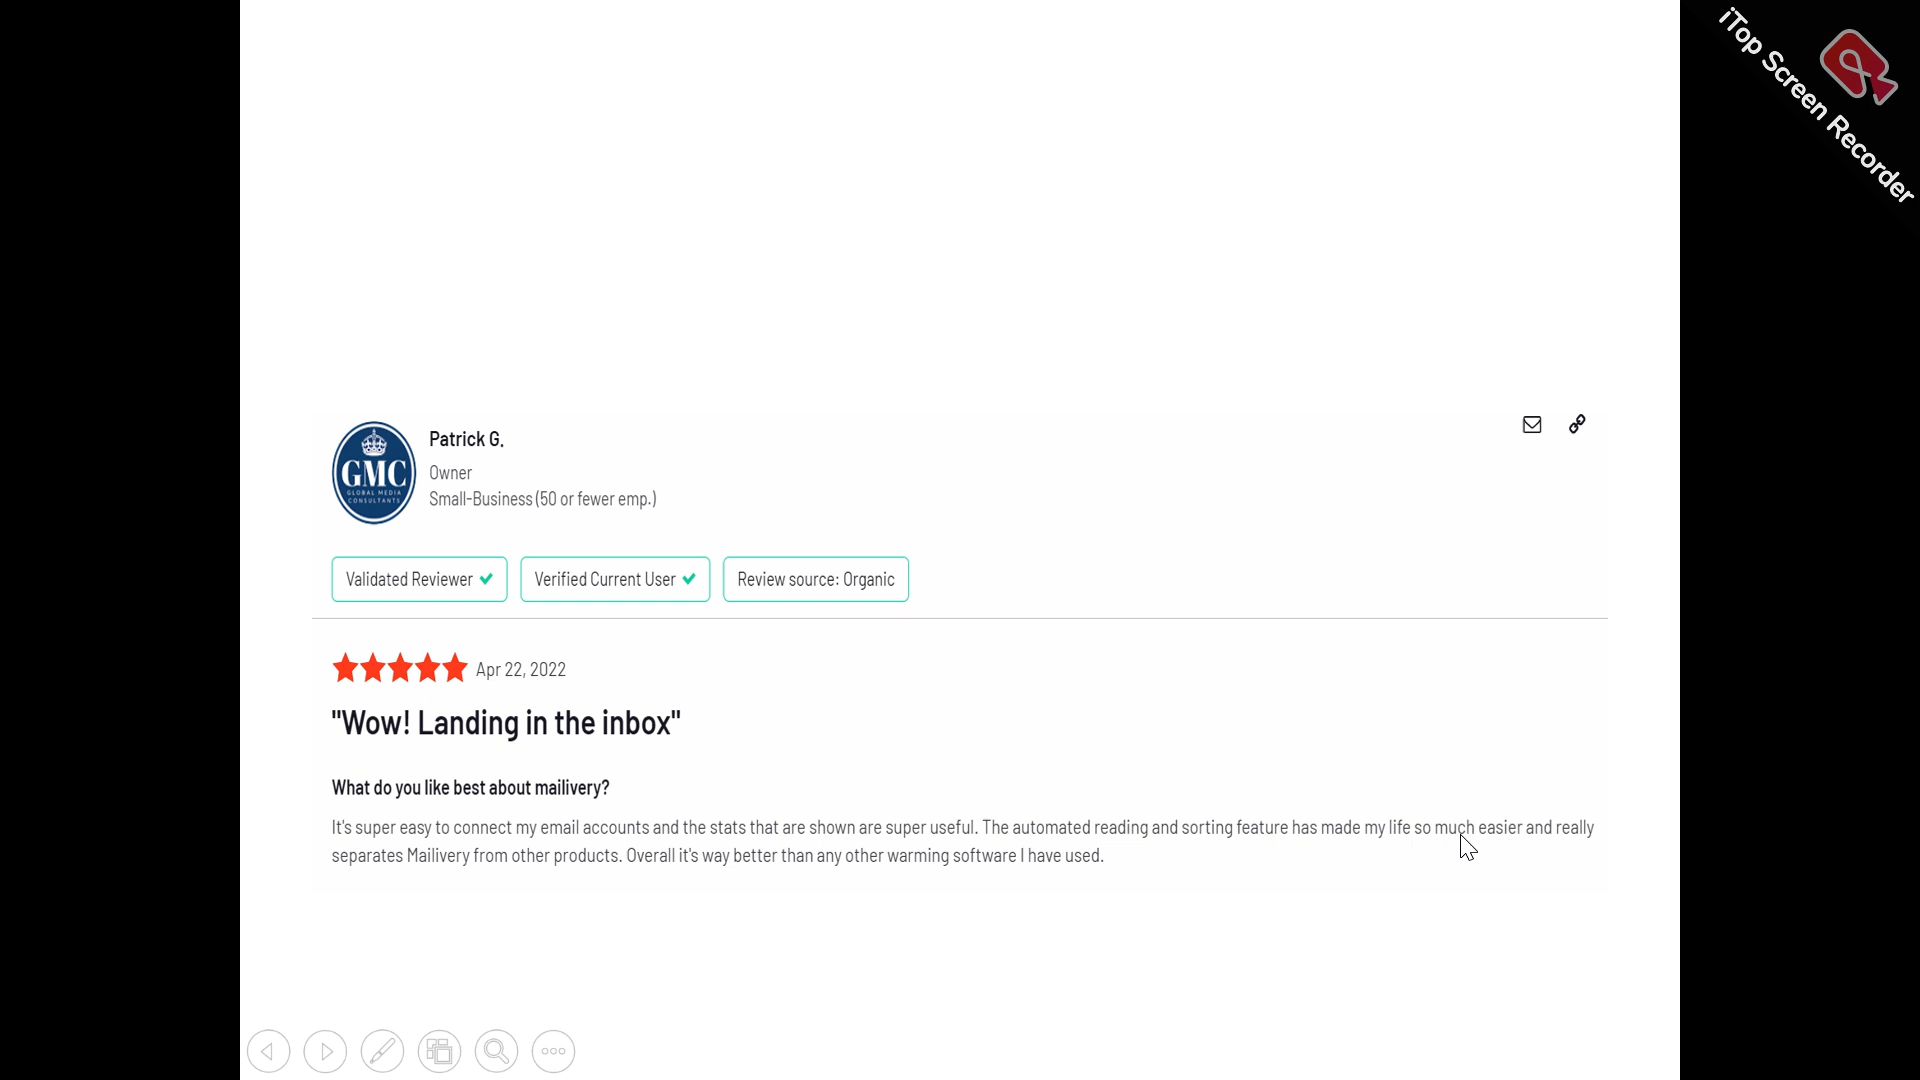 iTop Screen Recorder
GMC
GLOBAL MEDIA
CONSULTANTS
Patrick G.
Owner
Small-Business (50 or fewer emp.)
Validated Reviewer
Verified Current User
Review source: Organic
Apr 22, 2022
"Wow! Landing in the inbox"
What do you like best about mailivery?
It's super easy to connect my email accounts and the stats that are shown are super useful. The automated reading and sorting feature has made my life so much easier and really
separates Mailivery from other products. Overall it's way better than any other warming software I have used.